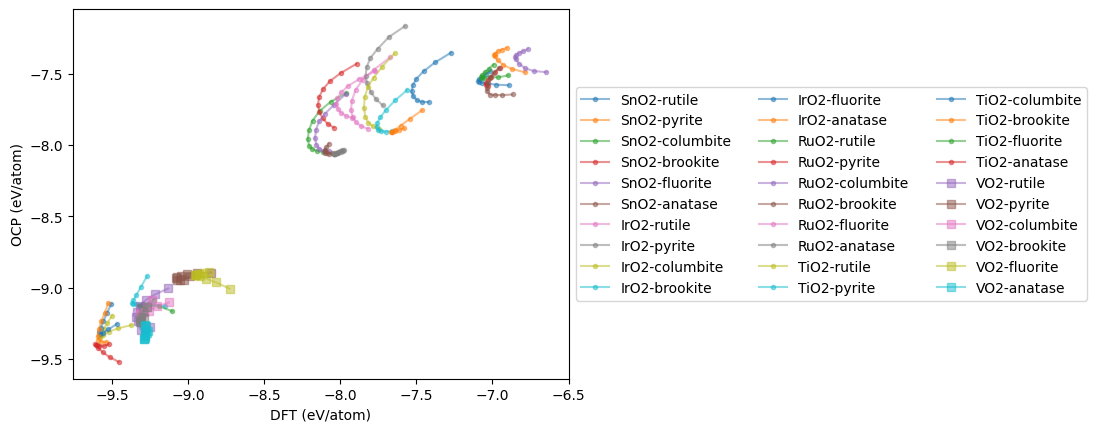 −7.5
−8.0
−8.5
−9.0
−9.5
OCP (eV/atom)
−9.5 −9.0 −8.5 −8.0 −7.5 −7.0 −6.5
DFT (eV/atom)
SnO2-rutile
SnO2-pyrite
SnO2-columbite
SnO2-brookite
SnO2-fluorite
SnO2-anatase
IrO2-rutile
IrO2-pyrite
IrO2-columbite
IrO2-brookite
IrO2-fluorite
IrO2-anatase
RuO2-rutile
RuO2-pyrite
RuO2-columbite
RuO2-brookite
RuO2-fluorite
RuO2-anatase
TiO2-rutile
TiO2-pyrite
TiO2-columbite
TiO2-brookite
TiO2-fluorite
TiO2-anatase
VO2-rutile
VO2-pyrite
VO2-columbite
VO2-brookite
VO2-fluorite
VO2-anatase